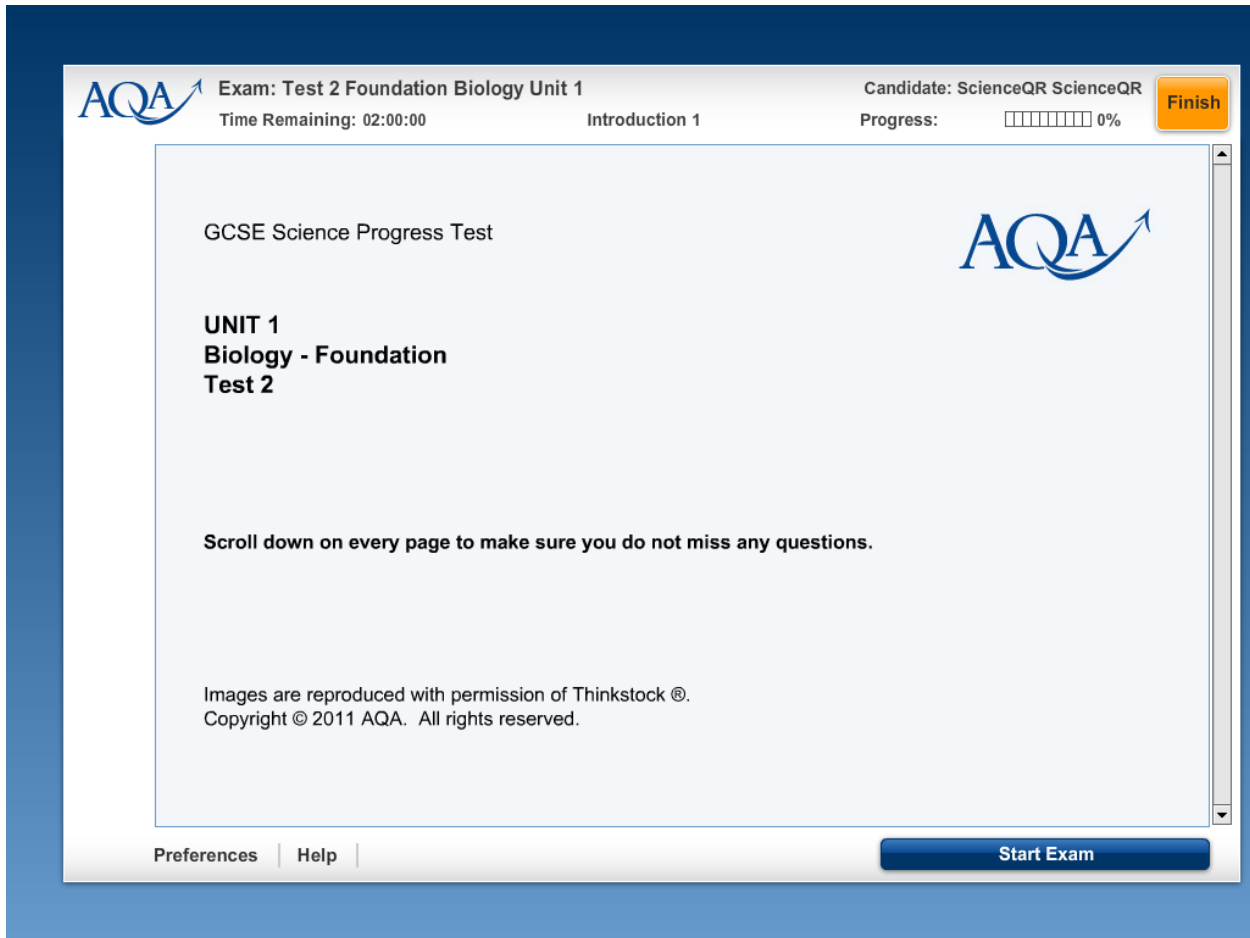 AQA
Exam: Test 2 Foundation Biology Unit 1
Candidate: ScienceQR ScienceQR
Finish
Time Remaining: 02:00:00
Introduction 1
Progress: 0%
GCSE Science Progress Test
AQA
UNIT 1
Biology - Foundation
Test 2
Scroll down on every page to make sure you do not miss any questions.
Images are reproduced with permission of Thinkstock ®.
Copyright © 2011 AQA. All rights reserved.
Preferences
Help
Start Exam